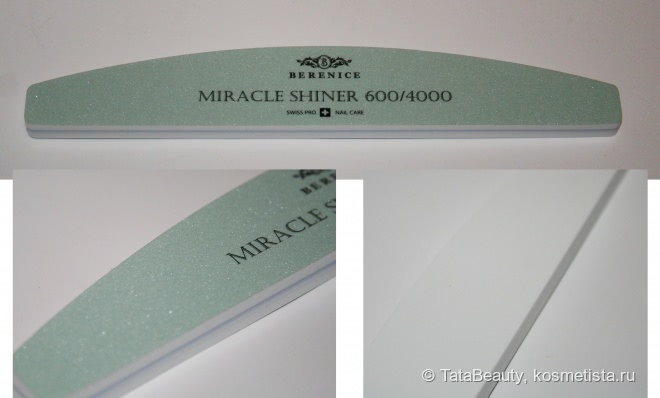 B
BERENICE
MIRACLE SHINER 600/4000
SWISS PRO + NAIL CARE
BERE
MIRACLE S
© TataBeauty, kosmetista.ru